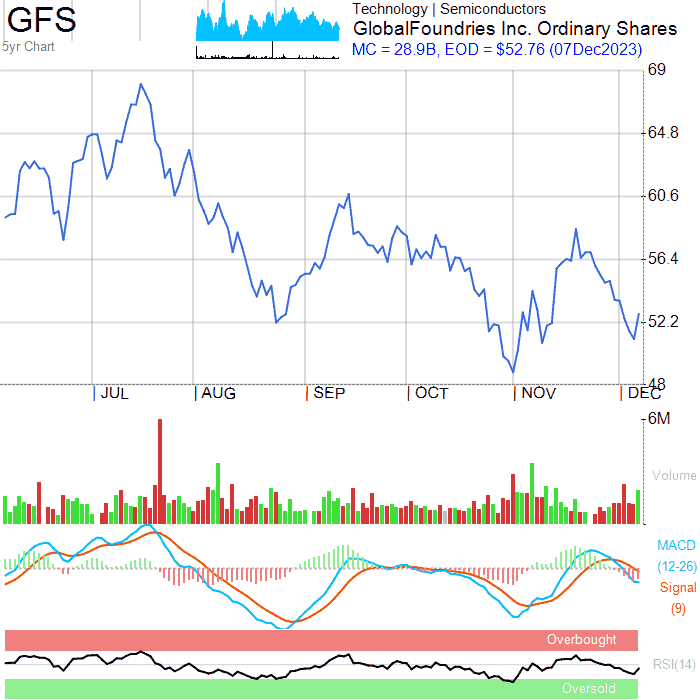 GFS
5yr Chart
Technology | Semiconductors
GlobalFoundries Inc. Ordinary Shares
MC = 28.9B, EOD = $52.76 (07Dec2023)
69
64.8
60.6
56.4
52.2
48
JUL AUG SEP OCT NOV DEC
6M
Volume
MACD
(12-26)
Signal
(9)
Overbought
RSI(14)
Oversold